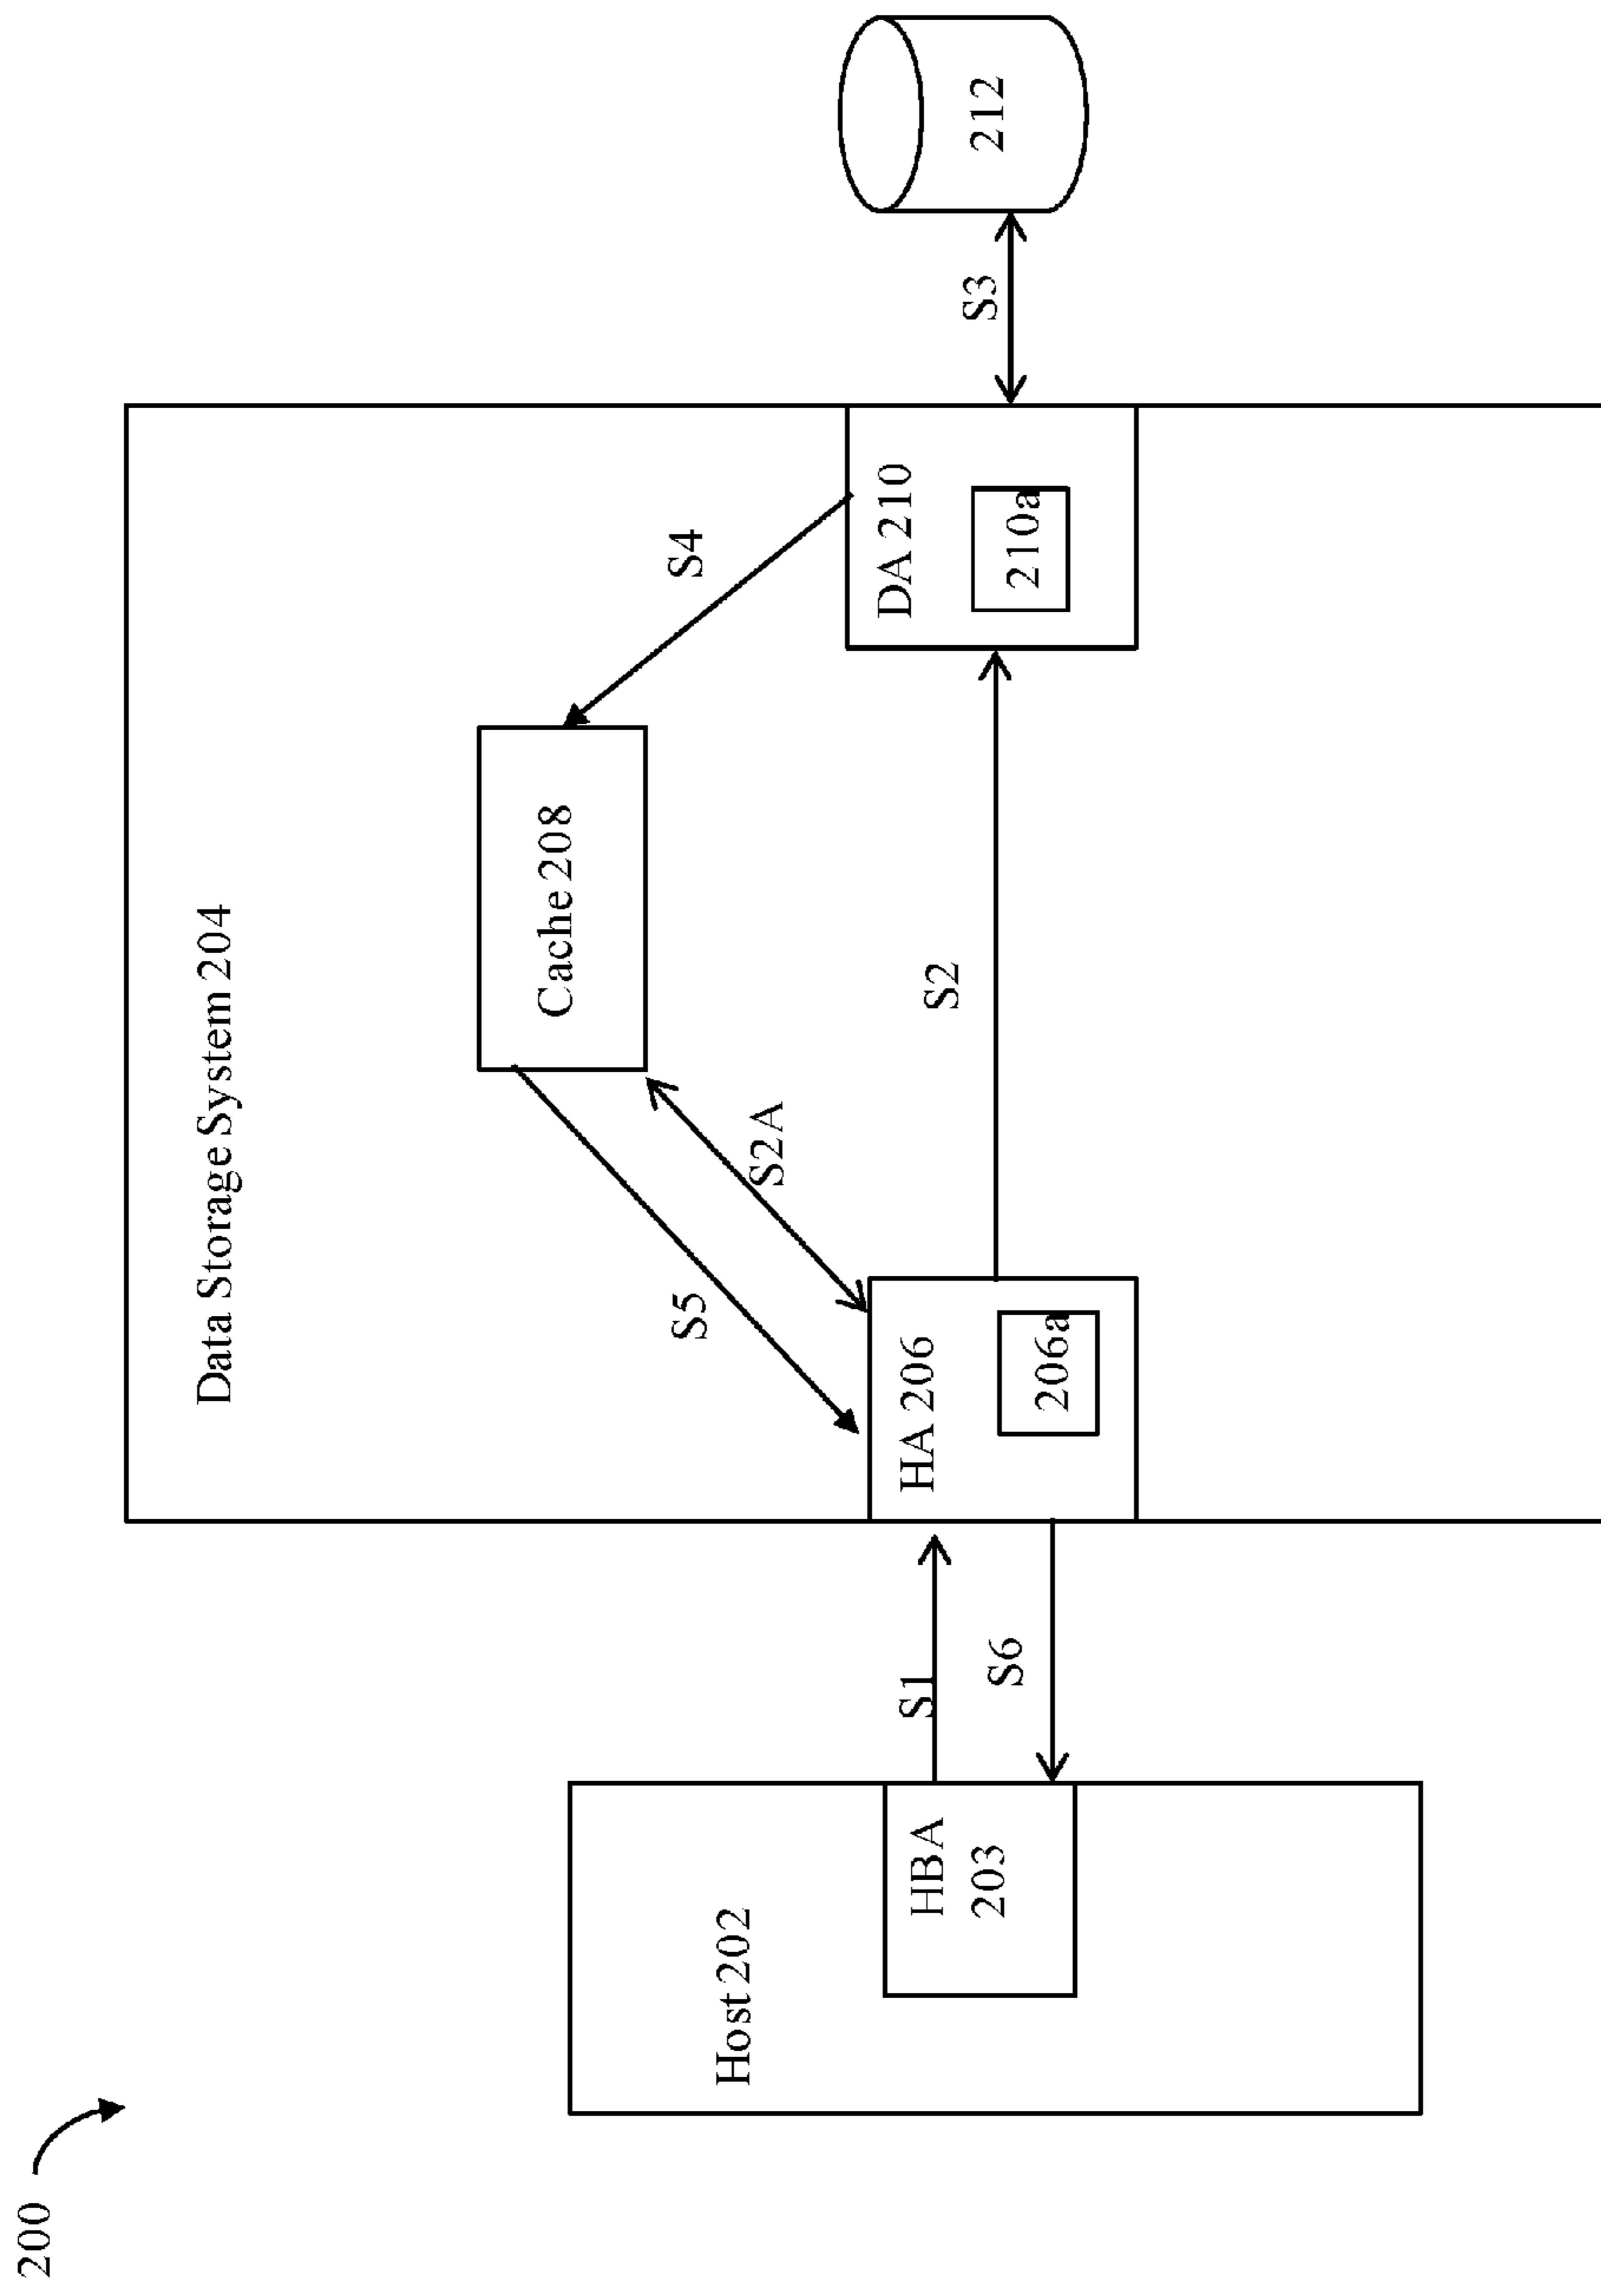 200
Data Storage System 204
Host 202
HBA
203
S1
S6
HA 206
206a
S5
S2A
Cache 208
S2
S4
DA 210
210a
S3
212